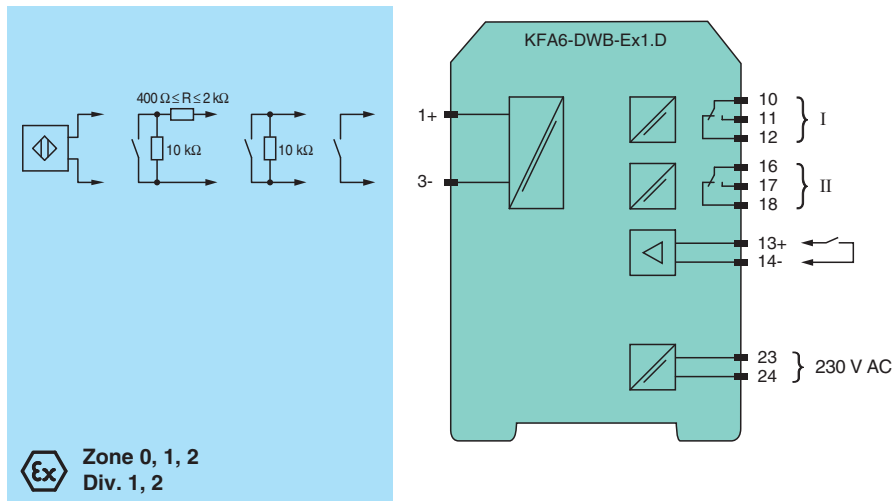 KFA6-DWB-Ex1.D
400 Ω ≤ R ≤ 2 kΩ
10 kΩ
10 kΩ
1+
3-
10
11
12
I
16
17
18
II
13+
14-
23
24
230 V AC
Ex
Zone 0, 1, 2
Div. 1, 2